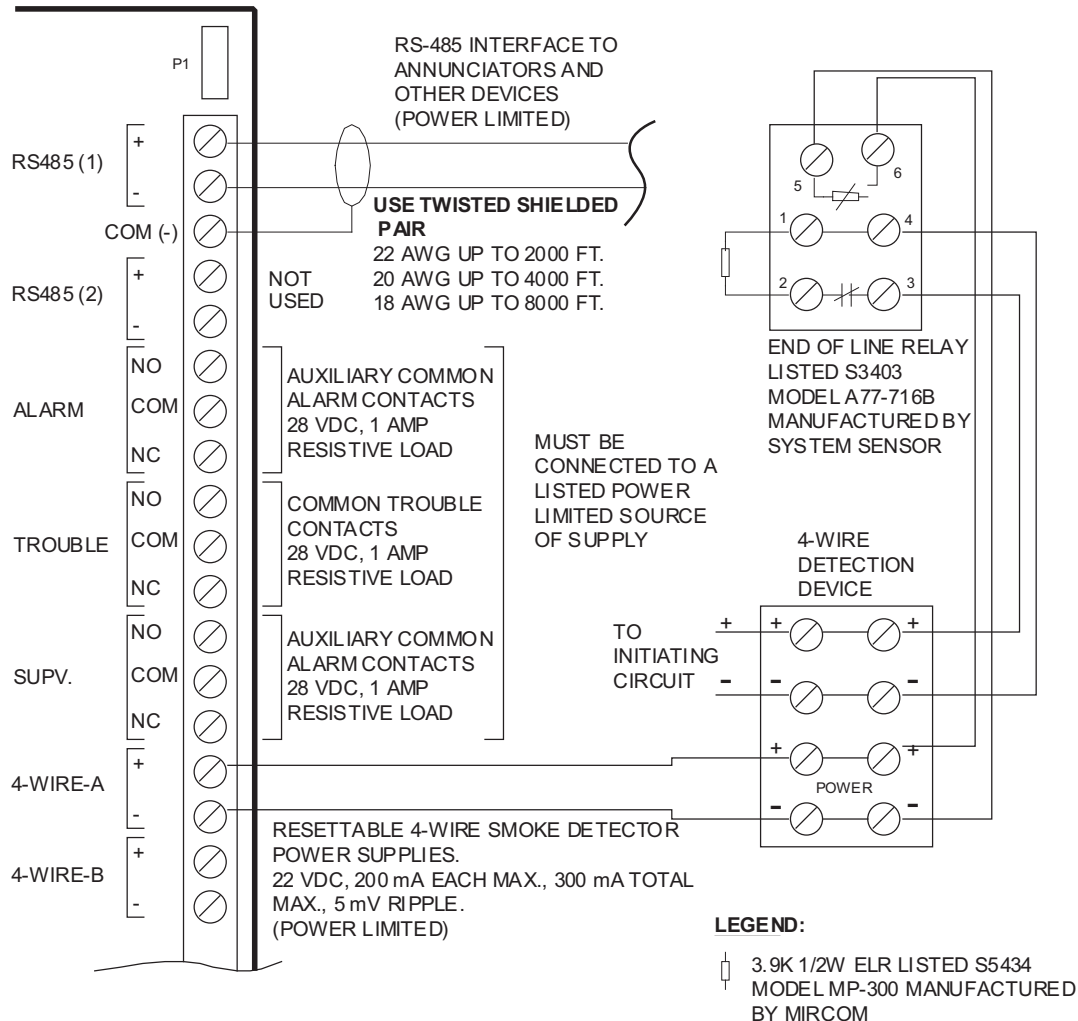 P1
RS-485 INTERFACE TO
ANNUNCIATORS AND
OTHER DEVICES
(POWER LIMITED)
RS485 (1)
+
-
COM (-)
RS485 (2)
+
-
NOT
USED
USE TWISTED SHIELDED
PAIR
22 AWG UP TO 2000 FT.
20 AWG UP TO 4000 FT.
18 AWG UP TO 8000 FT.
5
6
1
4
2
3
END OF LINE RELAY
LISTED S3403
MODEL A77-716B
MANUFACTURED BY
SYSTEM SENSOR
ALARM
NO
COM
NC
AUXILIARY COMMON
ALARM CONTACTS
28 VDC, 1 AMP
RESISTIVE LOAD
TROUBLE
NO
COM
NC
COMMON TROUBLE
CONTACTS
28 VDC, 1 AMP
RESISTIVE LOAD
SUPV.
NO
COM
NC
AUXILIARY COMMON
ALARM CONTACTS
28 VDC, 1 AMP
RESISTIVE LOAD
MUST BE
CONNECTED TO A
LISTED POWER
LIMITED SOURCE
OF SUPPLY
4-WIRE
DETECTION
DEVICE
TO
INITIATING
CIRCUIT
+ + +
- - -
+ +
POWER
- -
4-WIRE-A
+
-
4-WIRE-B
+
-
RESETTABLE 4-WIRE SMOKE DETECTOR
POWER SUPPLIES.
22 VDC, 200 mA EACH MAX., 300 mA TOTAL
MAX., 5 mV RIPPLE.
(POWER LIMITED)
LEGEND:
3.9K 1/2W ELR LISTED S5434
MODEL MP-300 MANUFACTURED
BY MIRCOM